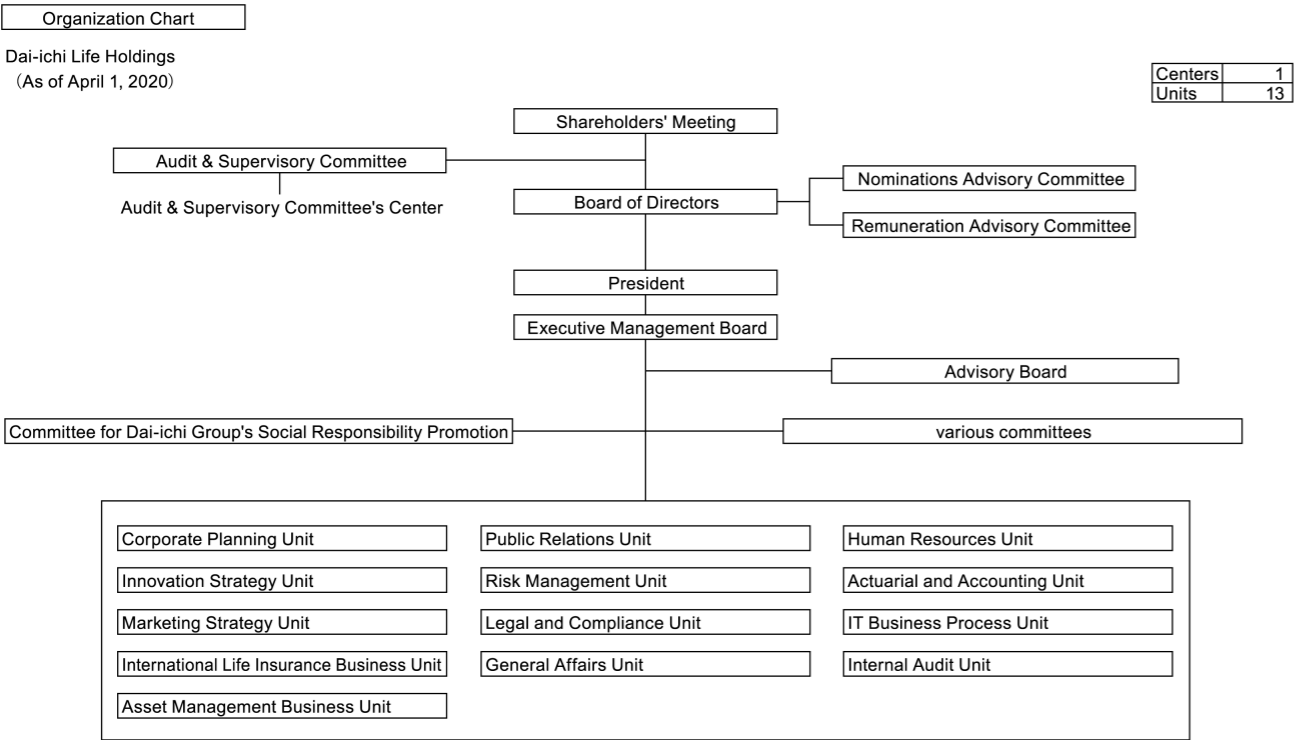 Organization Chart
Dai-ichi Life Holdings
（As of April 1, 2020）
Centers 1
Units 13
Shareholders' Meeting
Audit & Supervisory Committee
Audit & Supervisory Committee's Center
Board of Directors
Nominations Advisory Committee
Remuneration Advisory Committee
President
Executive Management Board
Advisory Board
Committee for Dai-ichi Group's Social Responsibility Promotion
various committees
Corporate Planning Unit
Public Relations Unit
Human Resources Unit
Innovation Strategy Unit
Risk Management Unit
Actuarial and Accounting Unit
Marketing Strategy Unit
Legal and Compliance Unit
IT Business Process Unit
International Life Insurance Business Unit
General Affairs Unit
Internal Audit Unit
Asset Management Business Unit